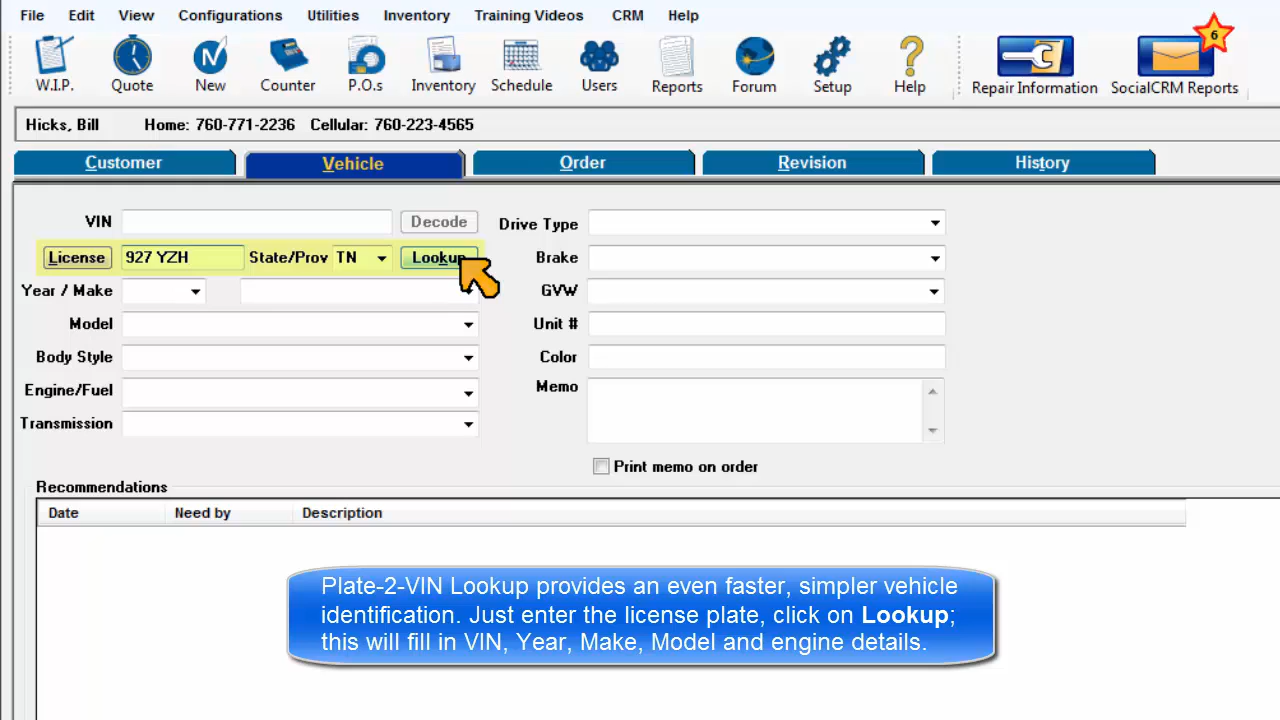 File Edit View Configurations Utilities Inventory Training Videos CRM Help
6
W.I.P. Quote New Counter P.O.s Inventory Schedule Users Reports Forum Setup Help Repair Information SocialCRM Reports
Hicks, Bill Home: 760-771-2236 Cellular: 760-223-4565
Customer Vehicle Order Revision History
VIN Decode Drive Type
License 927 YZH State/Prov TN Lookup Brake
Year / Make GVW
Model Unit #
Body Style Color
Engine/Fuel Memo
Transmission
Print memo on order
Recommendations
Date Need by Description
Plate-2-VIN Lookup provides an even faster, simpler vehicle
identification. Just enter the license plate, click on Lookup;
this will fill in VIN, Year, Make, Model and engine details.